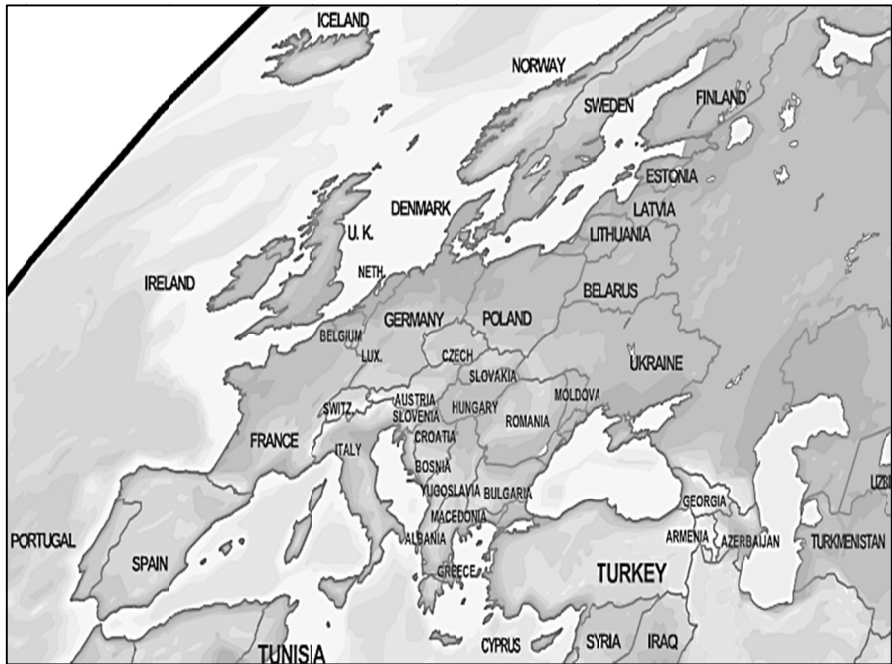 ICELAND
NORWAY
SWEDEN
FINLAND
ESTONIA
LATVIA
DENMARK
U. K.
LITHUANIA
NETH.
IRELAND
BELARUS
GERMANY
POLAND
BELGIUM
LUX.
CZECH
UKRAINE
SLOVAKIA
MOLDOVA
AUSTRIA
SWITZ.
HUNGARY
SLOVENIA
ROMANIA
FRANCE
CROATIA
ITALY
BOSNIA
UZBI
YUGOSLAVIA
BULGARIA
GEORGIA
MACEDONIA
ALBANIA
ARMENIA
AZERBAIJAN
TURKMENISTAN
PORTUGAL
SPAIN
GREECE
TURKEY
CYPRUS
SYRIA
IRAQ
TUNISIA